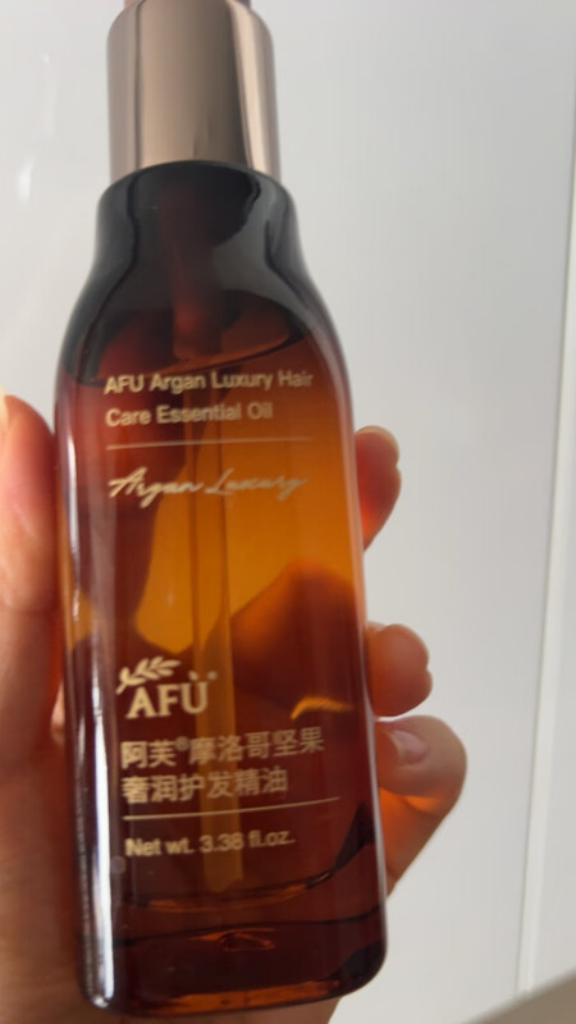 AFU Argan Luxury Hair
Care Essential Oil
Argan Luxury
AFÙ®
阿芙®摩洛哥坚果
奢润护发精油
Net wt. 3.38 fl.oz.